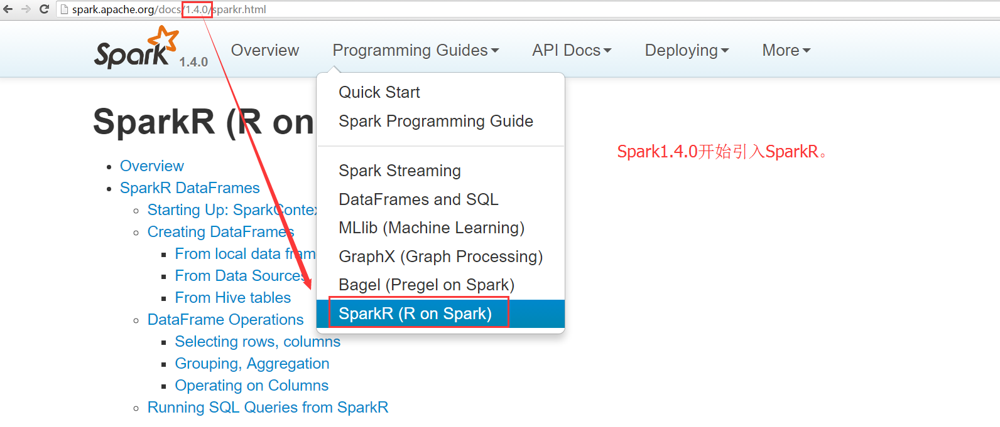 spark.apache.org/docs/1.4.0/sparkr.html
Spark 1.4.0 Overview Programming Guides API Docs Deploying More
Quick Start
Spark Programming Guide
Spark Streaming
DataFrames and SQL
MLlib (Machine Learning)
GraphX (Graph Processing)
Bagel (Pregel on Spark)
SparkR (R on Spark)
SparkR (R on
Overview
SparkR DataFrames
Starting Up: SparkContex
Creating DataFrames
From local data fram
From Data Sources
From Hive tables
DataFrame Operations
Selecting rows, columns
Grouping, Aggregation
Operating on Columns
Running SQL Queries from SparkR
Spark1.4.0开始引入SparkR。